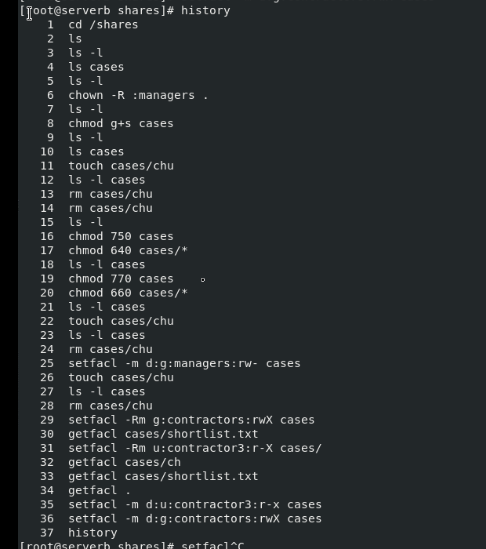 [root@serverb shares]# history
1 cd /shares
2 ls
3 ls -l
4 ls cases
5 ls -l
6 chown -R :managers .
7 ls -l
8 chmod g+s cases
9 ls -l
10 ls cases
11 touch cases/chu
12 ls -l cases
13 rm cases/chu
14 rm cases/chu
15 ls -l
16 chmod 750 cases
17 chmod 640 cases/*
18 ls -l cases
19 chmod 770 cases
20 chmod 660 cases/*
21 ls -l cases
22 touch cases/chu
23 ls -l cases
24 rm cases/chu
25 setfacl -m d:g:managers:rw- cases
26 touch cases/chu
27 ls -l cases
28 rm cases/chu
29 setfacl -Rm g:contractors:rwX cases
30 getfacl cases/shortlist.txt
31 setfacl -Rm u:contractor3:r-X cases/
32 getfacl cases/ch
33 getfacl cases/shortlist.txt
34 getfacl .
35 setfacl -m d:u:contractor3:r-x cases
36 setfacl -m d:g:contractors:rwX cases
37 history
[root@serverb shares]# setfacl^C